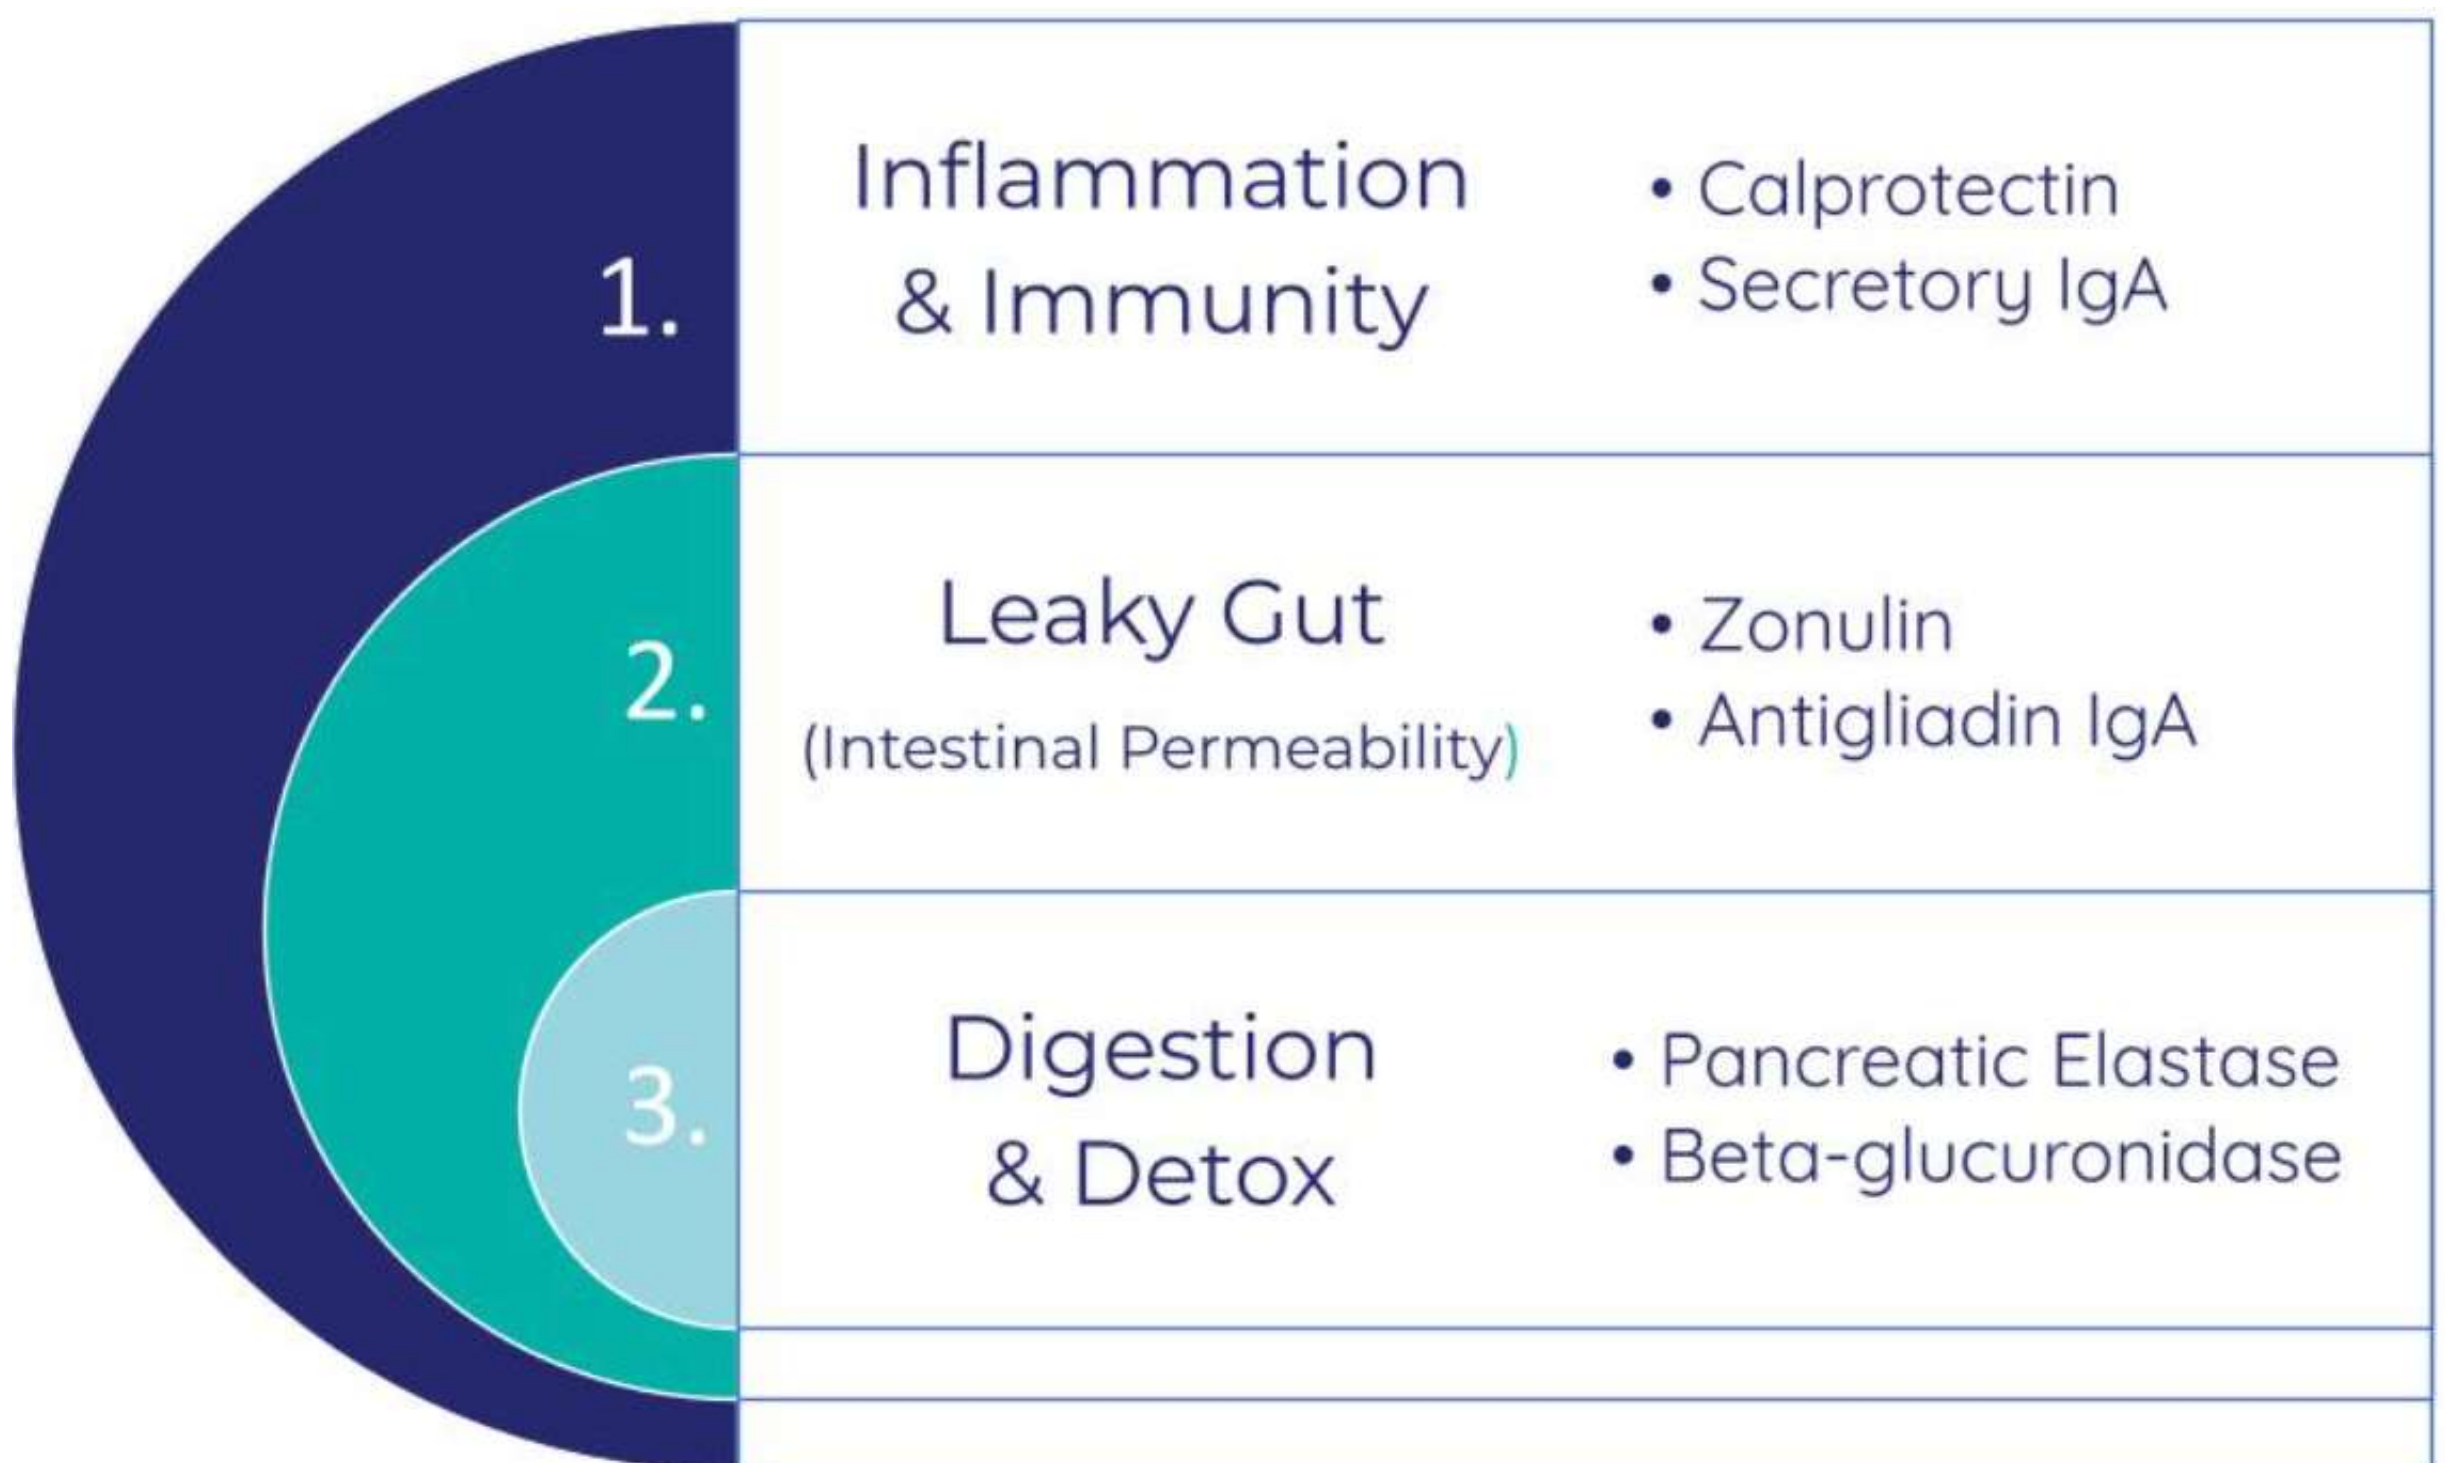 1.
Inflammation
& Immunity
• Calprotectin
• Secretory IgA
2.
Leaky Gut
(Intestinal Permeability)
• Zonulin
• Antigliadin IgA
3.
Digestion
& Detox
• Pancreatic Elastase
• Beta-glucuronidase